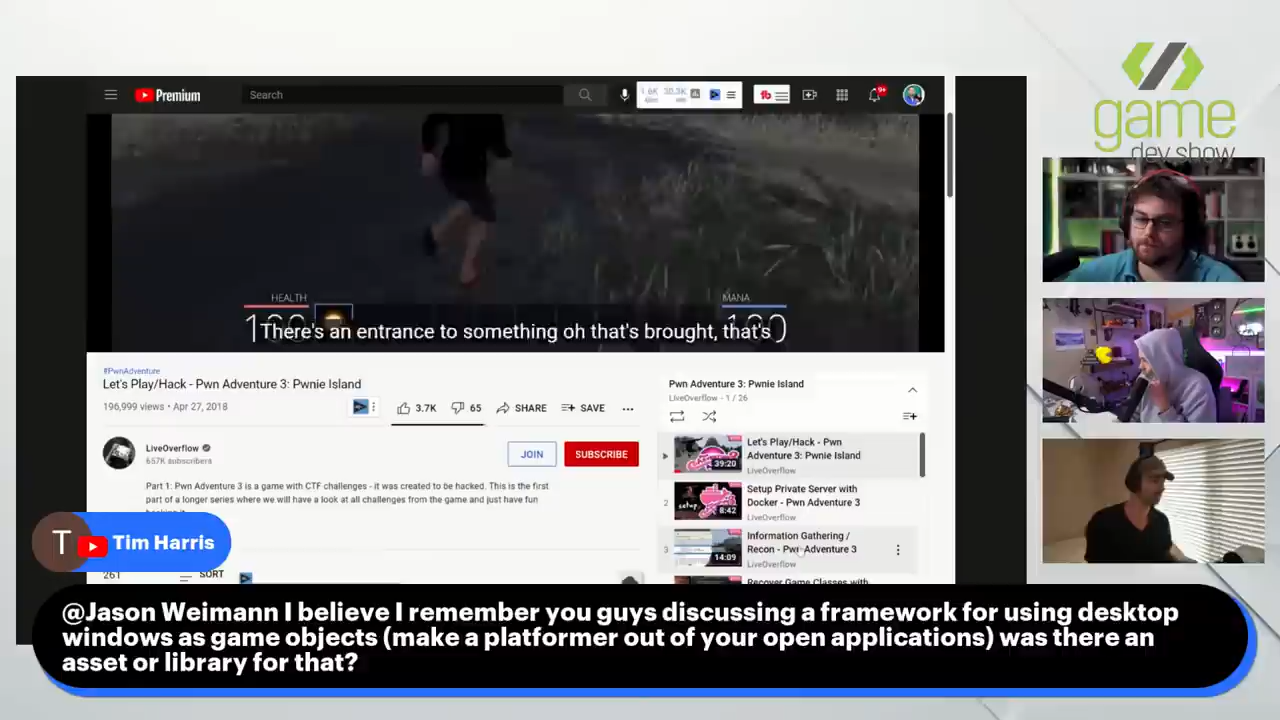 Premium
Search
9+
game
dev show
HEALTH
MANA
There's an entrance to something oh that's brought, that's
#PwnAdventure
Let's Play/Hack - Pwn Adventure 3: Pwnie Island
196,999 views • Apr 27, 2018
3.7K
65
SHARE
SAVE
LiveOverflow
657K subscribers
JOIN
SUBSCRIBE
Part 1: Pwn Adventure 3 is a game with CTF challenges - it was created to be hacked. This is the first
part of a longer series where we will have a look at all challenges from the game and just have fun
Pwn Adventure 3: Pwnie Island
LiveOverflow - 1 / 26
Let's Play/Hack - Pwn
Adventure 3: Pwnie Island
LiveOverflow
39:20
2
Setup Private Server with
Docker - Pwn Adventure 3
LiveOverflow
8:42
3
Information Gathering /
Recon - Pwn Adventure 3
LiveOverflow
14:09
Recover Game Classes with
261
SORT
T
Tim Harris
@Jason Weimann I believe I remember you guys discussing a framework for using desktop
windows as game objects (make a platformer out of your open applications) was there an
asset or library for that?